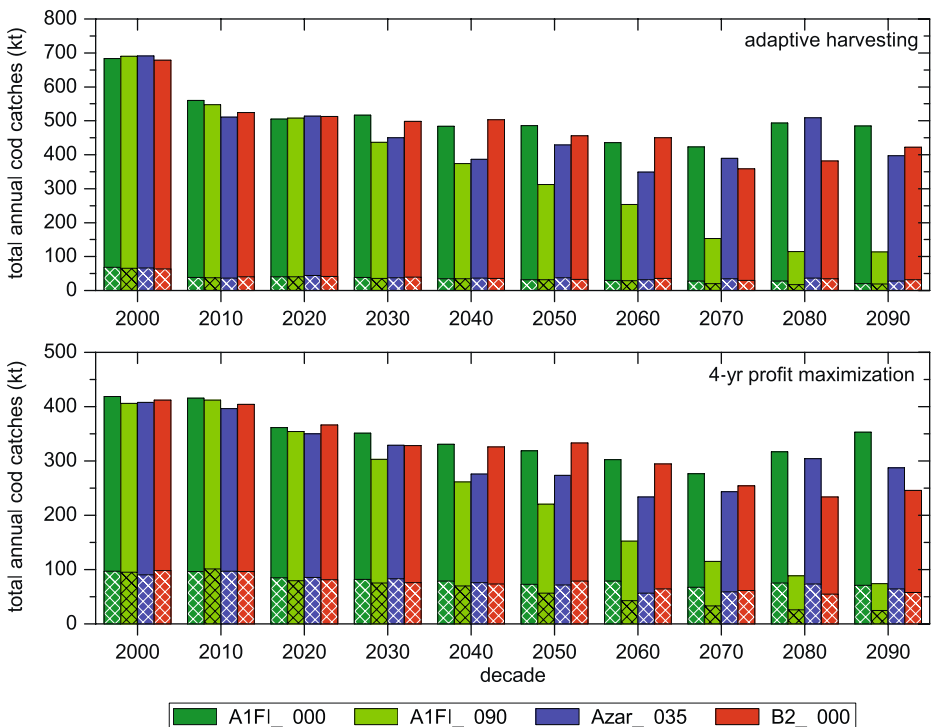 total annual cod catches (kt)
800
700
600
500
400
300
200
100
0
adaptive harvesting
2000 2010 2020 2030 2040 2050 2060 2070 2080 2090
total annual cod catches (kt)
500
400
300
200
100
0
4-yr profit maximization
2000 2010 2020 2030 2040 2050 2060 2070 2080 2090
decade
A1FI_ 000 A1FI_ 090 Azar_ 035 B2_ 000